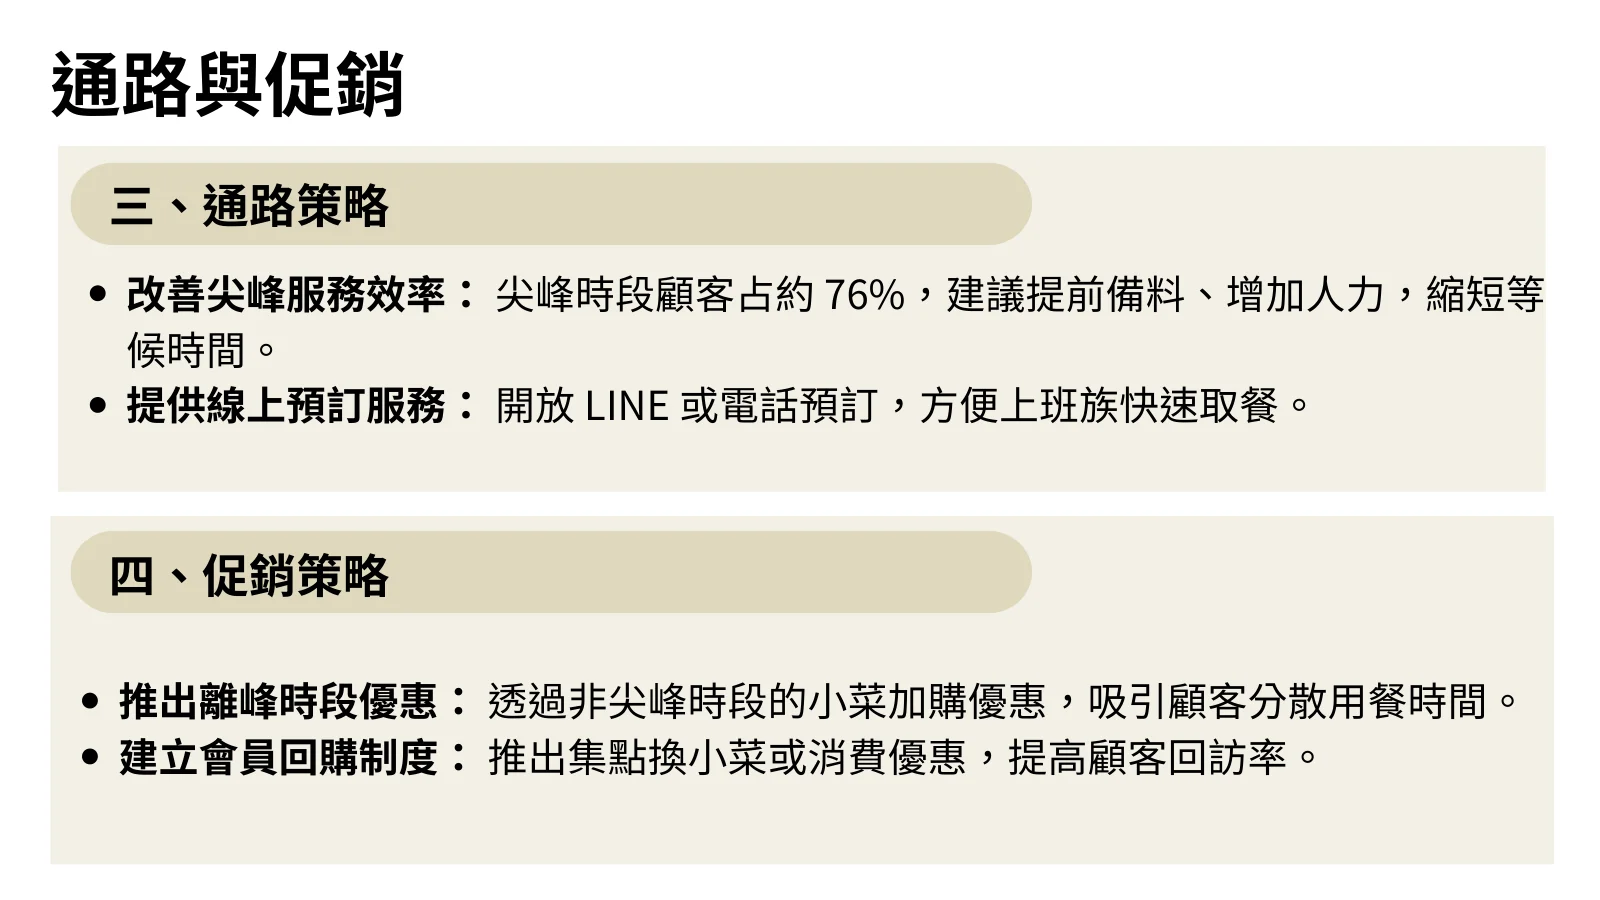 通路與促銷
三、通路策略
• 改善尖峰服務效率： 尖峰時段顧客占約 76%，建議提前備料、增加人力，縮短等
候時間。
• 提供線上預訂服務： 開放 LINE 或電話預訂，方便上班族快速取餐。
四、促銷策略
• 推出離峰時段優惠： 透過非尖峰時段的小菜加購優惠，吸引顧客分散用餐時間。
• 建立會員回購制度： 推出集點換小菜或消費優惠，提高顧客回訪率。